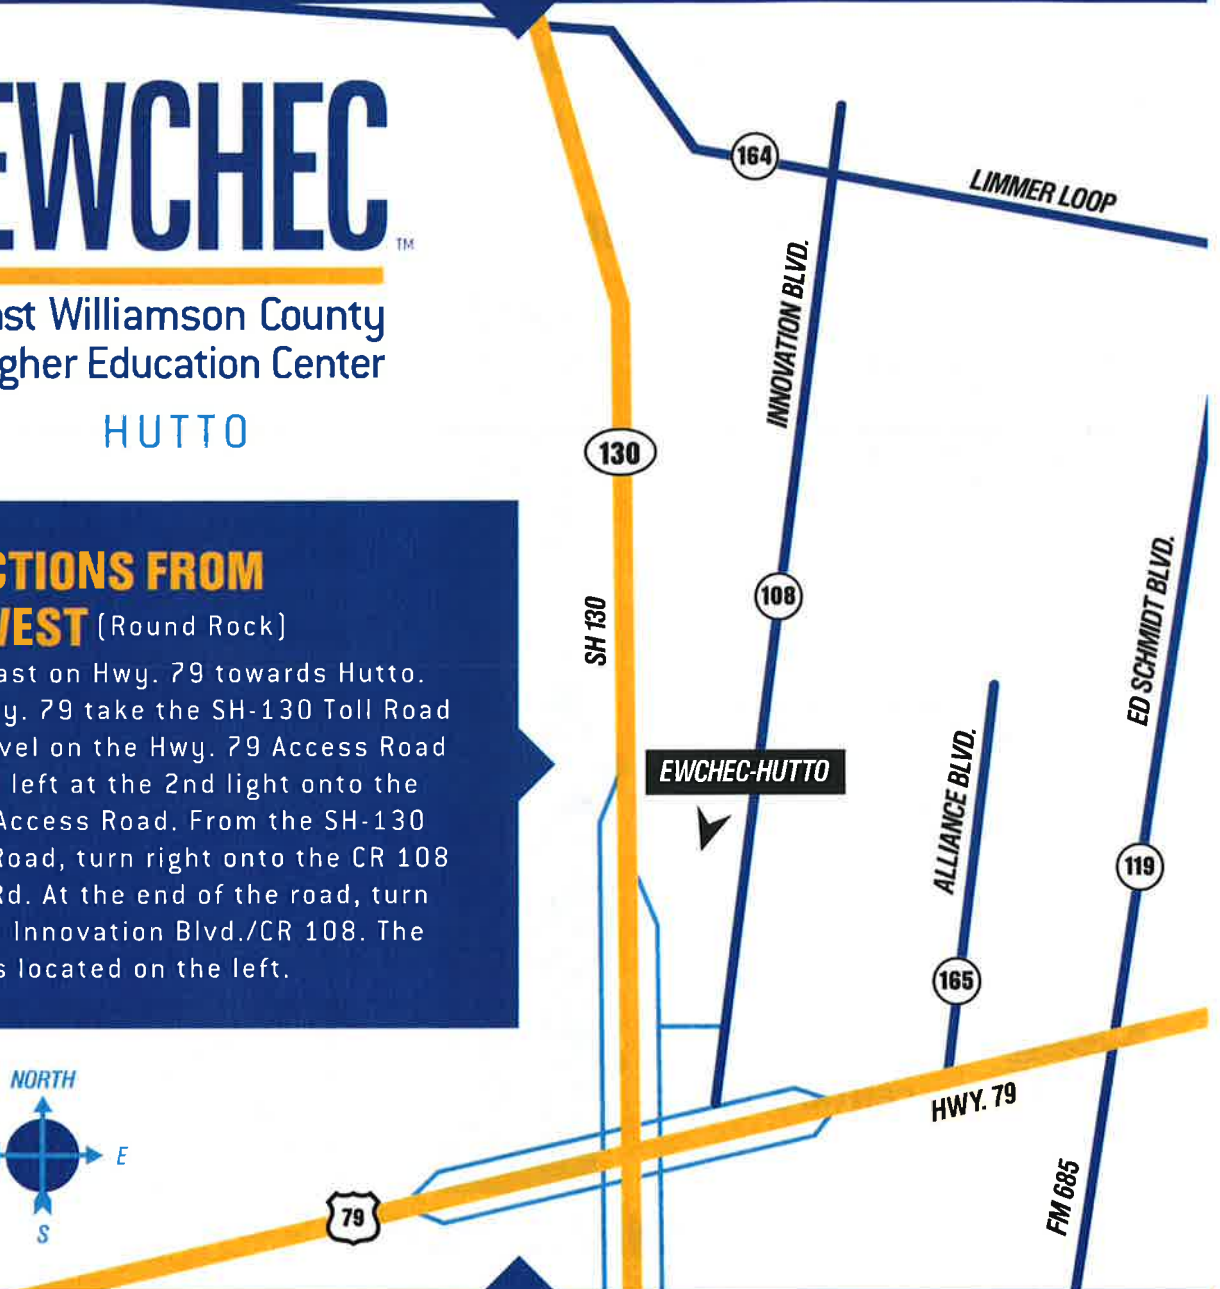 EWCHEC
TM
ast Williamson County
gher Education Center
HUTTO
CTIONS FROM
WEST (Round Rock)
ast on Hwy. 79 towards Hutto.
y. 79 take the SH-130 Toll Road
vel on the Hwy. 79 Access Road
left at the 2nd light onto the
Access Road. From the SH-130
Road, turn right onto the CR 108
Rd. At the end of the road, turn
Innovation Blvd./CR 108. The
s located on the left.
NORTH
E
S
164
LIMMER LOOP
INNOVATION BLVD.
130
108
SH 130
ED SCHMIDT BLVD.
EWCHEC-HUTTO
ALLIANCE BLVD.
119
165
HWY. 79
79
FM 685